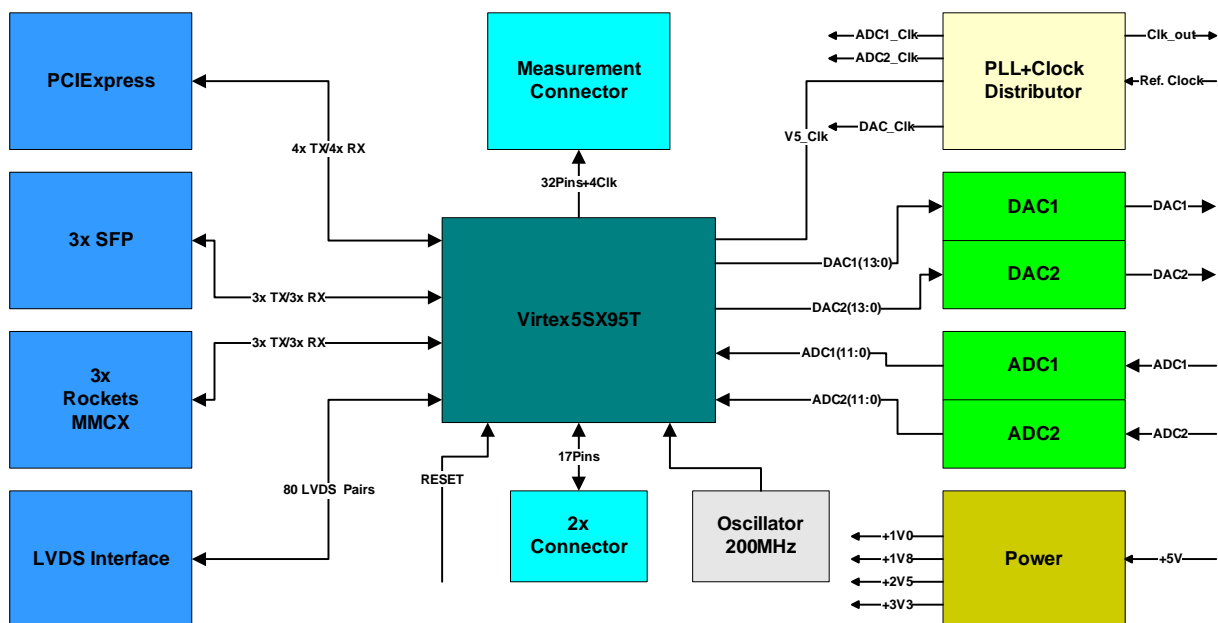 PCIExpress
4x TX/4x RX
3x SFP
3x TX/3x RX
3x
Rockets
MMCX
3x TX/3x RX
LVDS Interface
80 LVDS Pairs
Measurement
Connector
32Pins+4Clk
Virtex5SX95T
RESET
17Pins
2x
Connector
Oscillator
200MHz
ADC1_Clk
ADC2_Clk
V5_Clk
DAC_Clk
PLL+Clock
Distributor
Clk_out
Ref. Clock
DAC1(13:0)
DAC1
DAC1
DAC2(13:0)
DAC2
DAC2
ADC1(11:0)
ADC1
ADC1
ADC2(11:0)
ADC2
ADC2
+1V0
+1V8
+2V5
+3V3
Power
+5V